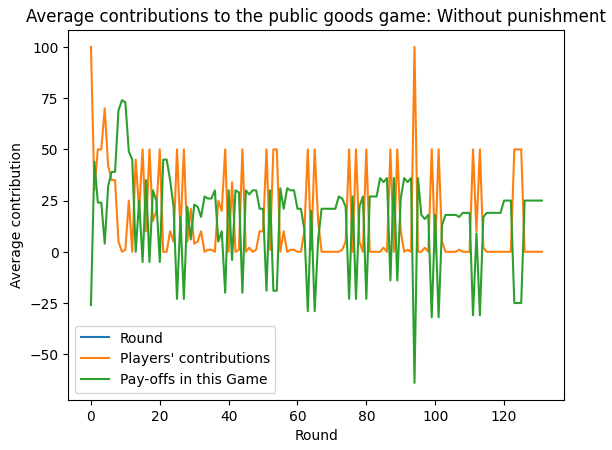 Average contributions to the public goods game: Without punishment
Average contribution
100
75
50
25
0
−25
−50
Round
Players' contributions
Pay-offs in this Game
0 20 40 60 80 100 120
Round